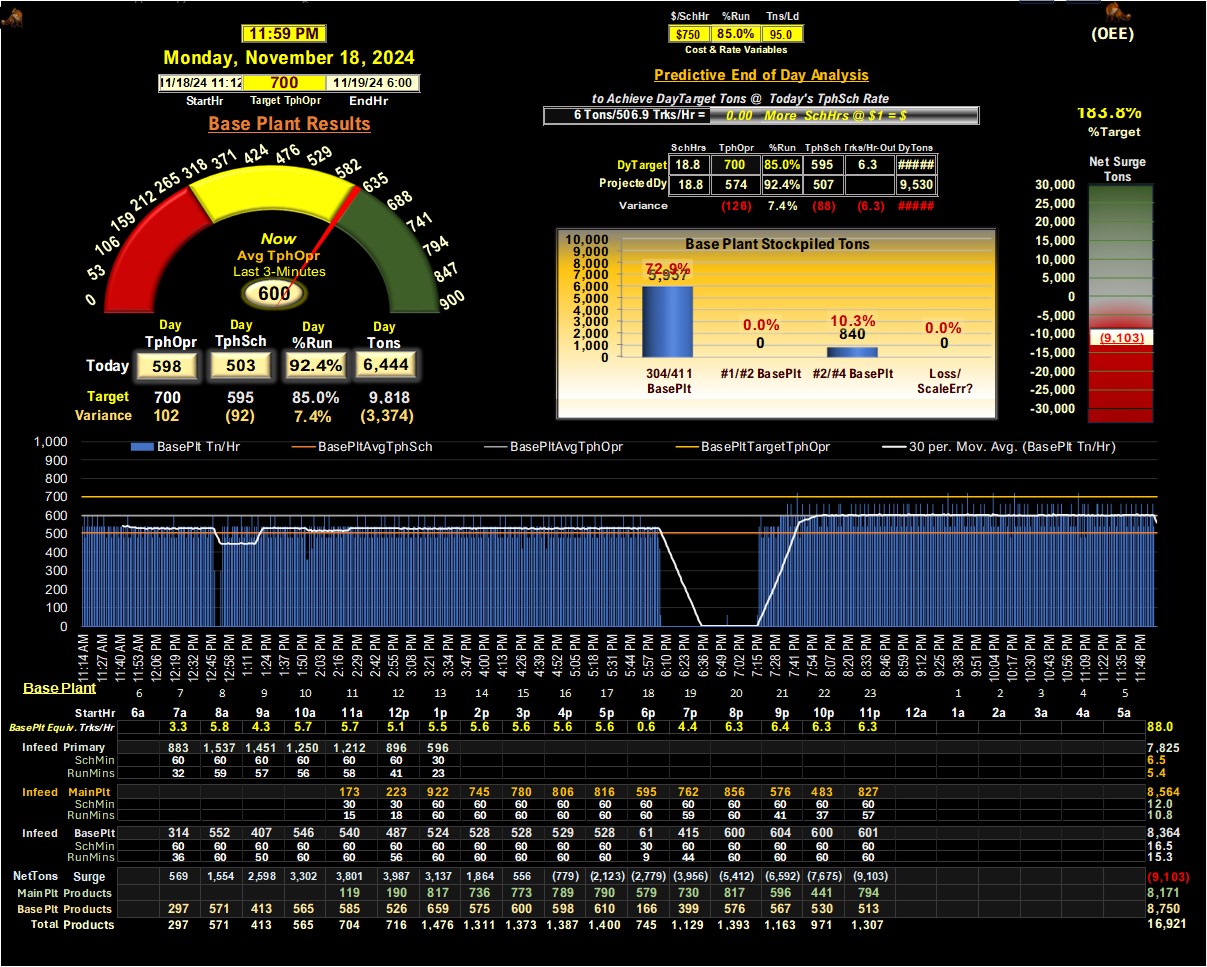 11:59 PM
Monday, November 18, 2024
11/18/24 11:12 700 11/19/24 6:00
StartHr Target TphOpr EndHr
Base Plant Results
$/SchHr %Run Tns/Ld
$750 85.0% 95.0
Cost & Rate Variables
Predictive End of Day Analysis
to Achieve DayTarget Tons @ Today's TphSch Rate
6 Tons/506.9 Trks/Hr = 0.00 More SchHrs @ $1 = $
SchHrs TphOpr %Run TphSch Trks/Hr-Out DyTons
DyTarget 18.8 700 85.0% 595 6.3 #####
ProjectedDy 18.8 574 92.4% 507 9,530
Variance (126) 7.4% (88) (6.3) #####
(OEE)
183.8%
%Target
Net Surge
Tons
30,000
25,000
20,000
15,000
10,000
5,000
0
-5,000
-10,000
(9,103)
-15,000
-20,000
-25,000
-30,000
0 53 106 159 212 265 318 371 424 476 529 582 635 688 741 794 847 900
Now
Avg TphOpr
Last 3-Minutes
600
Day Day Day Day
TphOpr TphSch %Run Tons
Today 598 503 92.4% 6,444
Target 700 595 85.0% 9,818
Variance 102 (92) 7.4% (3,374)
Base Plant Stockpiled Tons
10,000
9,000
8,000
7,000
6,000
5,000
4,000
3,000
2,000
1,000
0
72.9% 0.0% 10.3% 0.0%
5,957 0 840 0
304/411 #1/#2 BasePlt #2/#4 BasePlt Loss/
BasePlt ScaleErr?
BasePlt Tn/Hr BasePltAvgTphSch BasePltAvgTphOpr BasePltTargetTphOpr 30 per. Mov. Avg. (BasePlt Tn/Hr)
1,000
900
800
700
600
500
400
300
200
100
0
11:14 AM 11:27 AM 11:40 AM 11:53 AM 12:06 PM 12:19 PM 12:32 PM 12:45 PM 12:58 PM 1:11 PM 1:24 PM 1:37 PM 1:50 PM 2:03 PM 2:16 PM 2:29 PM 2:42 PM 2:55 PM 3:08 PM 3:21 PM 3:34 PM 3:47 PM 4:00 PM 4:13 PM 4:26 PM 4:39 PM 4:52 PM 5:05 PM 5:18 PM 5:31 PM 5:44 PM 5:57 PM 6:10 PM 6:23 PM 6:36 PM 6:49 PM 7:02 PM 7:15 PM 7:28 PM 7:41 PM 7:54 PM 8:07 PM 8:20 PM 8:33 PM 8:46 PM 8:59 PM 9:12 PM 9:25 PM 9:38 PM 9:51 PM 10:04 PM 10:17 PM 10:30 PM 10:43 PM 10:56 PM 11:09 PM 11:22 PM 11:35 PM 11:48 PM
Base Plant 6 7 8 9 10 11 12 13 14 15 16 17 18 19 20 21 22 23 1 2 3 4 5
StartHr 6a 7a 8a 9a 10a 11a 12p 1p 2p 3p 4p 5p 6p 7p 8p 9p 10p 11p 12a 1a 2a 3a 4a 5a
BasePlt Equiv. Trks/Hr 3.3 5.8 4.3 5.7 5.7 5.1 5.5 5.6 5.6 5.6 5.6 0.6 4.4 6.3 6.4 6.3 6.3 88.0
Infeed Primary 883 1,537 1,451 1,250 1,212 896 596 7,825
SchMin 60 60 60 60 60 60 30 6.5
RunMins 32 59 57 56 58 41 23 5.4
Infeed MainPlt 173 223 922 745 780 806 816 595 762 856 576 483 827 8,564
SchMin 30 30 60 60 60 60 60 60 60 60 60 60 60 12.0
RunMins 15 18 60 60 60 60 60 60 59 60 41 37 57 10.8
Infeed BasePlt 314 552 407 546 540 487 524 528 528 529 528 61 415 600 604 600 601 8,364
SchMin 60 60 60 60 60 60 60 60 60 60 60 30 60 60 60 60 60 16.5
RunMins 36 60 50 60 60 56 60 60 60 60 60 9 44 60 60 60 60 15.3
NetTons Surge 569 1,554 2,598 3,302 3,801 3,987 3,137 1,864 556 (779) (2,123) (2,779) (3,956) (5,412) (6,592) (7,675) (9,103) (9,103)
MainPlt Products 119 190 817 736 773 789 790 579 730 817 596 441 794 8,171
BasePlt Products 297 571 413 565 585 526 659 575 600 598 610 166 399 576 567 530 513 8,750
Total Products 297 571 413 565 704 716 1,476 1,311 1,373 1,387 1,400 745 1,129 1,393 1,163 971 1,307 16,921